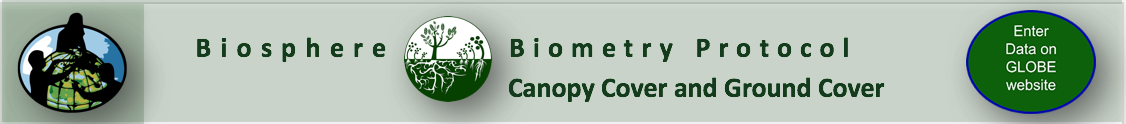 Biosphere Biometry Protocol
Canopy Cover and Ground Cover
Enter
Data on
GLOBE
website